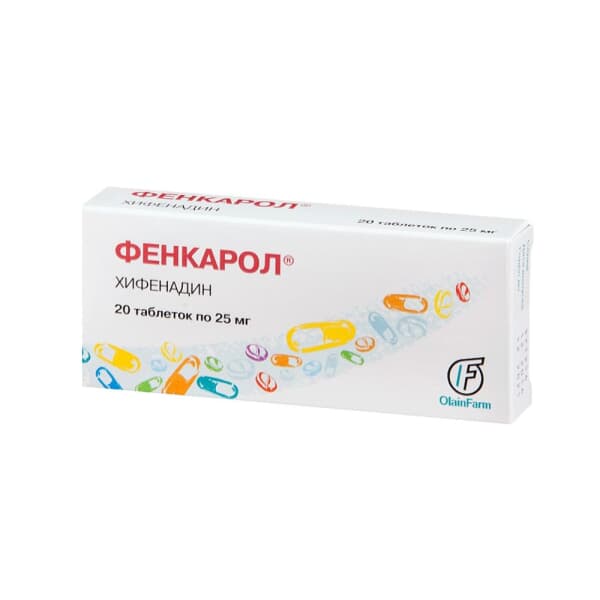 ФЕНКАРОЛ®
ХИФЕНАДИН
20 таблеток по 25 мг
ФЕНКАРОЛ®
ХИФЕНАДИН
20 таблеток по 25 мг
OlainFarm